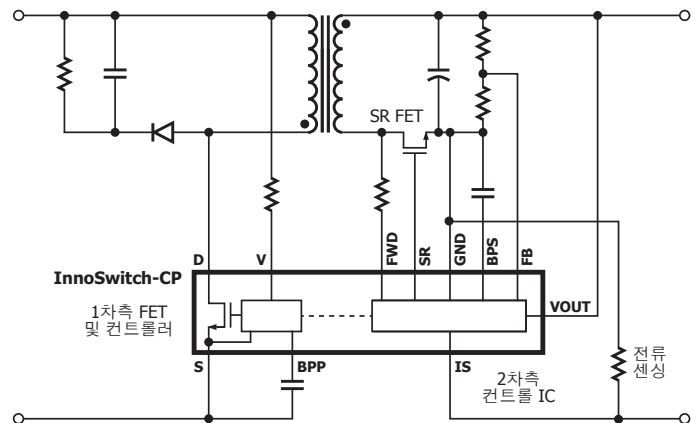 SR FET
D
V
FWD
SR
GND
BPS
FB
InnoSwitch-CP
1차측 FET
및 컨트롤러
VOUT
S
BPP
IS
2차측
컨트롤 IC
전류
센싱